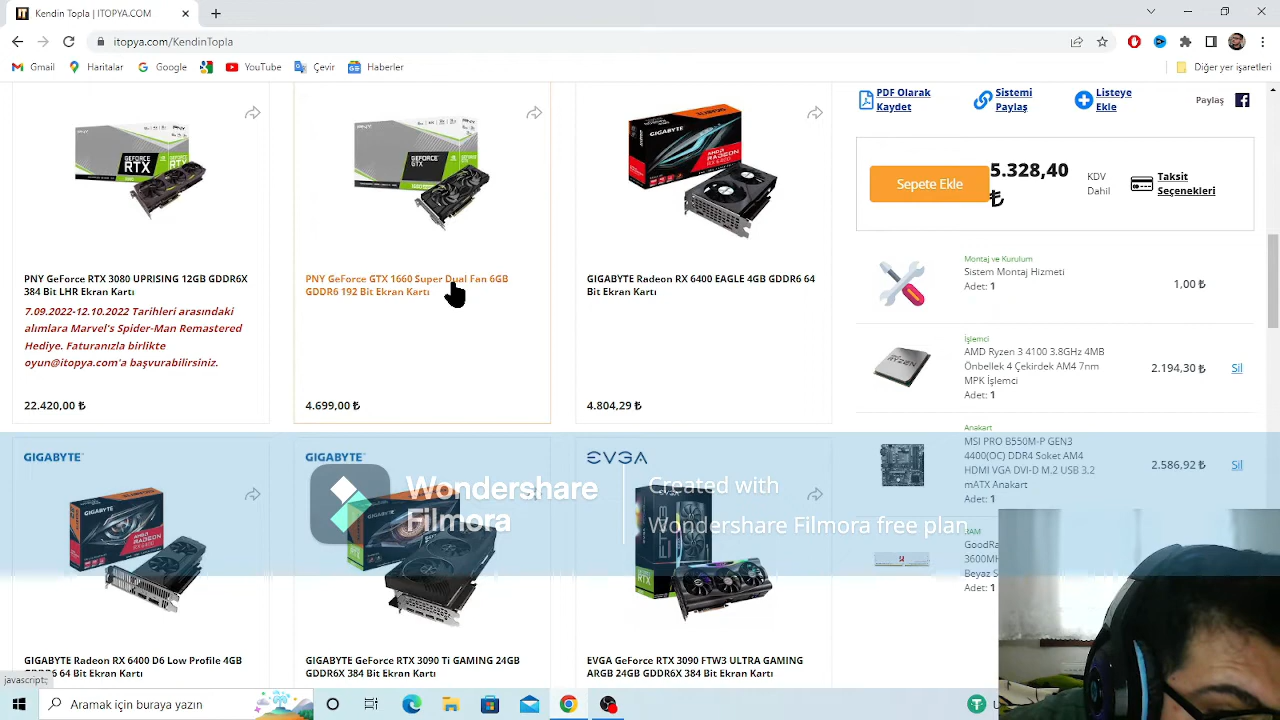 Kendin Topla | ITOPYA.COM
itopya.com/KendinTopla
Gmail
Haritalar
Google
YouTube
Çevir
Haberler
Diğer yer işaretleri
PNY GeForce RTX 3080 UPRISING 12GB GDDR6X
384 Bit LHR Ekran Kartı
7.09.2022-12.10.2022 Tarihleri arasındaki
alımlara Marvel's Spider-Man Remastered
Hediye. Faturanızla birlikte
oyun@itopya.com'a başvurabilirsiniz.
22.420,00 ₺
PNY GeForce GTX 1660 Super Dual Fan 6GB
GDDR6 192 Bit Ekran Kartı
4.699,00 ₺
GIGABYTE Radeon RX 6400 EAGLE 4GB GDDR6 64
Bit Ekran Kartı
4.804,29 ₺
GIGABYTE
GIGABYTE
EVGA
Wondershare
Filmora
Created with
Wondershare Filmora free plan
GIGABYTE Radeon RX 6400 D6 Low Profile 4GB
64 Bit Ekran Kartı
GIGABYTE GeForce RTX 3090 Ti GAMING 24GB
GDDR6X 384 Bit Ekran Kartı
EVGA GeForce RTX 3090 FTW3 ULTRA GAMING
ARGB 24GB GDDR6X 384 Bit Ekran Kartı
PDF Olarak
Kaydet
Sistemi
Paylaş
Listeye
Ekle
Paylaş
Sepete Ekle
5.328,40
₺
KDV
Dahil
Taksit
Seçenekleri
Montaj ve Kurulum
Sistem Montaj Hizmeti
Adet: 1
1,00 ₺
İşlemci
AMD Ryzen 3 4100 3.8GHz 4MB
Önbellek 4 Çekirdek AM4 7nm
MPK İşlemci
Adet: 1
2.194,30 ₺
Sil
Anakart
MSI PRO B550M-P GEN3
4400(OC) DDR4 Soket AM4
HDMI VGA DVI-D M.2 USB 3.2
mATX Anakart
Adet: 1
2.586,92 ₺
Sil
RAM
3600MH
Beyaz S
Adet: 1
javascript:;
Aramak için buraya yazın